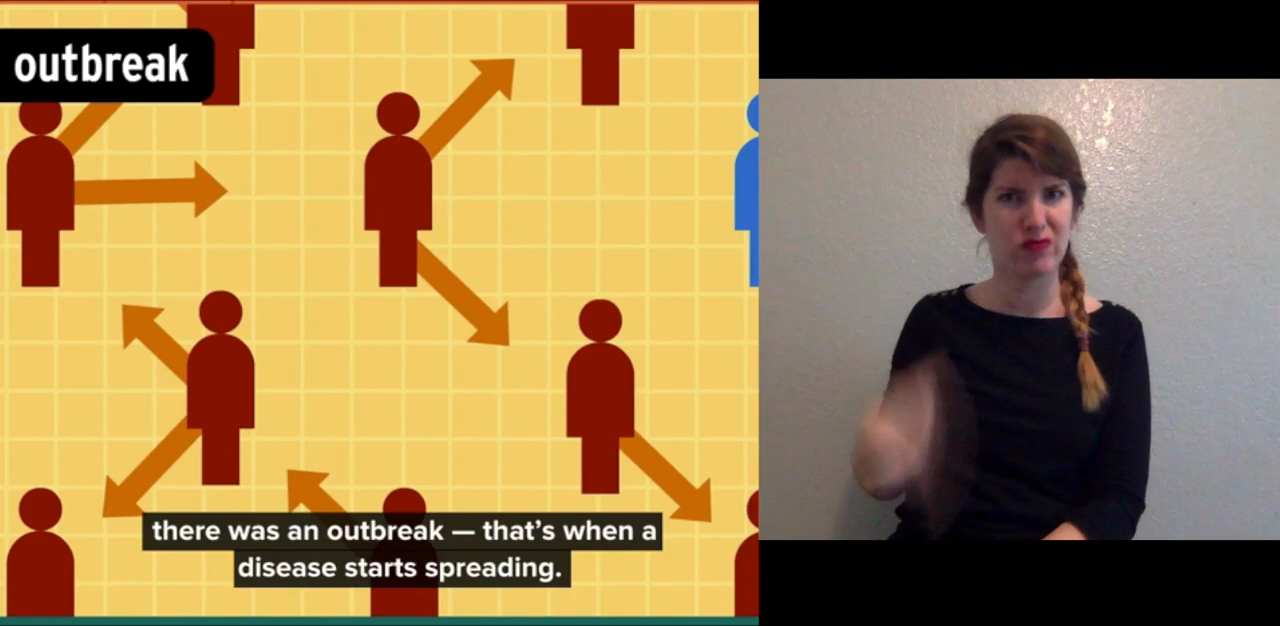 outbreak
there was an outbreak — that's when a
disease starts spreading.